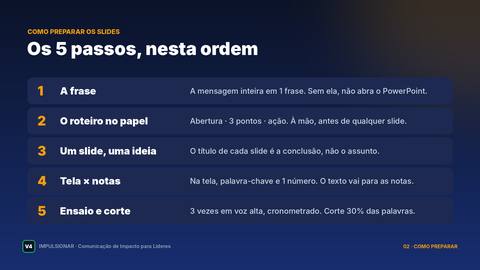 COMO PREPARAR OS SLIDES
Os 5 passos, nesta ordem
1 A frase A mensagem inteira em 1 frase. Sem ela, não abra o PowerPoint.
2 O roteiro no papel Abertura · 3 pontos · ação. À mão, antes de qualquer slide.
3 Um slide, uma ideia O título de cada slide é a conclusão, não o assunto.
4 Tela × notas Na tela, palavra-chave e 1 número. O texto vai para as notas.
5 Ensaio e corte 3 vezes em voz alta, cronometrado. Corte 30% das palavras.
V4 IMPULSIONAR · Comunicação de Impacto para Líderes 02 · COMO PREPARAR